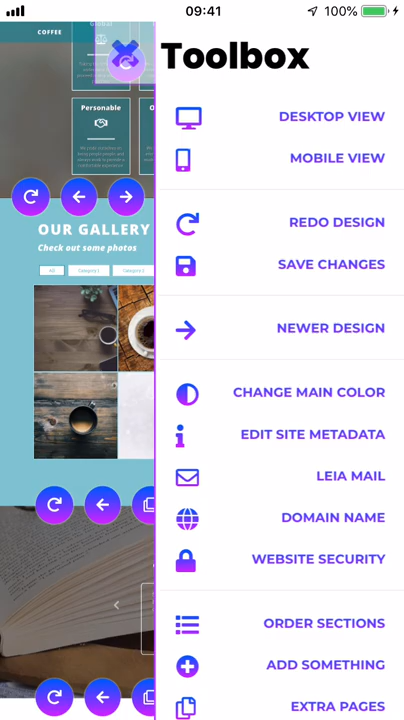 09:41
100%
COFFEE
Global
Personable
OUR GALLERY
Check out some photos
All
Category 1
Category 2
Toolbox
DESKTOP VIEW
MOBILE VIEW
REDO DESIGN
SAVE CHANGES
NEWER DESIGN
CHANGE MAIN COLOR
EDIT SITE METADATA
LEIA MAIL
DOMAIN NAME
WEBSITE SECURITY
ORDER SECTIONS
ADD SOMETHING
EXTRA PAGES